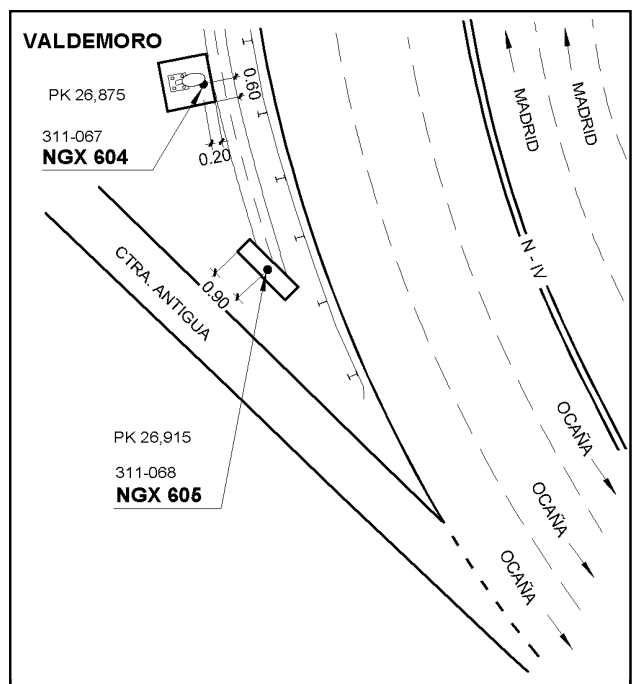 VALDEMORO
PK 26,875
311-067
NGX 604
0.60
0.20
MADRID
MADRID
N - IV
CTRA. ANTIGUA
0.90
PK 26,915
311-068
NGX 605
OCAÑA
OCAÑA
OCAÑA